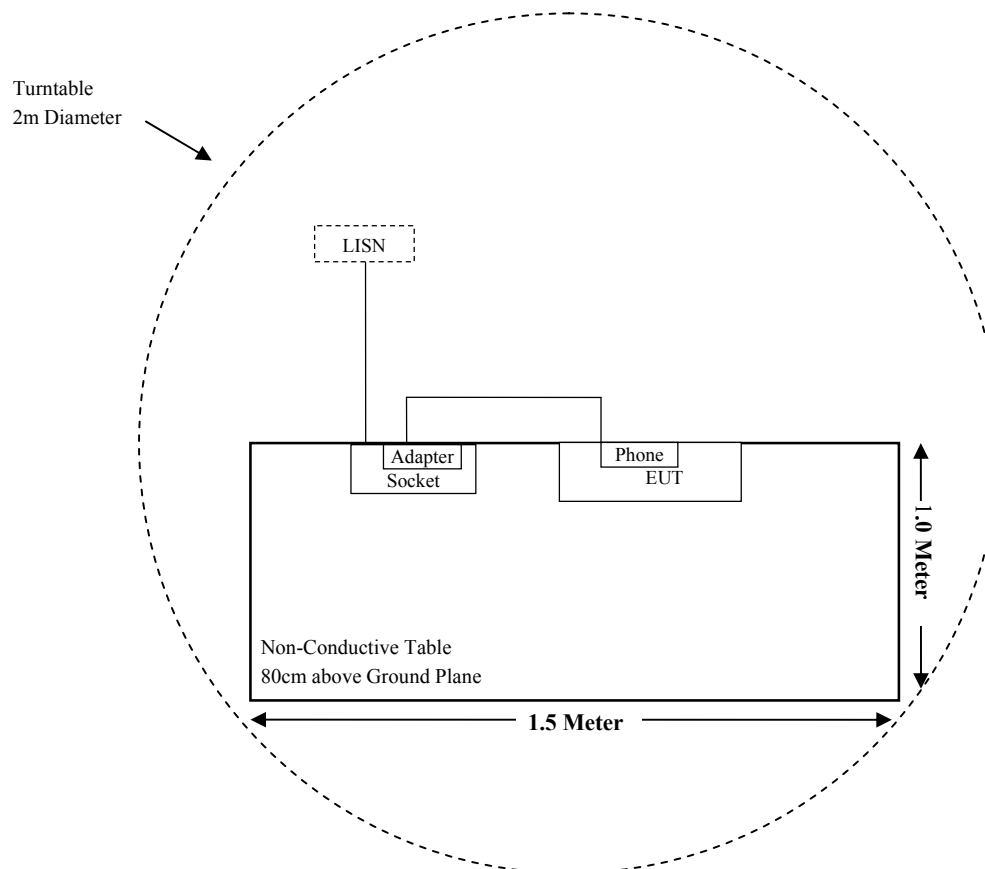 Turntable
2m Diameter
LISN
Adapter
Socket
Phone
EUT
1.0 Meter
Non-Conductive Table
80cm above Ground Plane
1.5 Meter